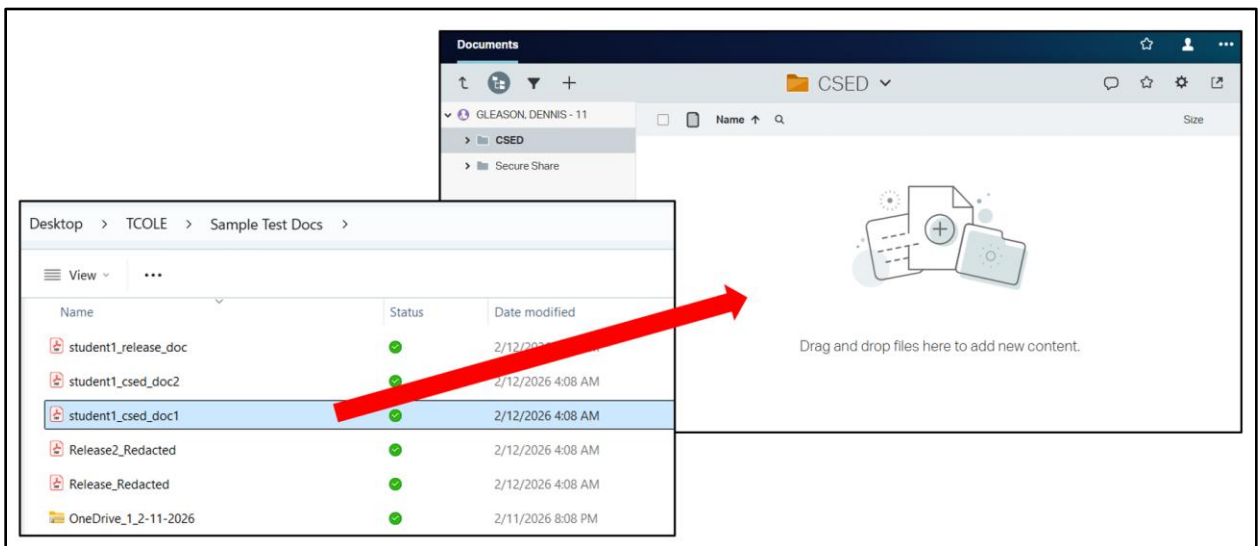 Documents
CSED
GLEASON, DENNIS - 11
CSED
Secure Share
Name
Size
Drag and drop files here to add new content.
Desktop > TCOLE > Sample Test Docs >
View
Name Status Date modified
student1_release_doc 2/12/2026
student1_csed_doc2 2/12/2026 4:08 AM
student1_csed_doc1 2/12/2026 4:08 AM
Release2_Redacted 2/12/2026 4:08 AM
Release_Redacted 2/12/2026 4:08 AM
OneDrive_1_2-11-2026 2/11/2026 8:08 PM